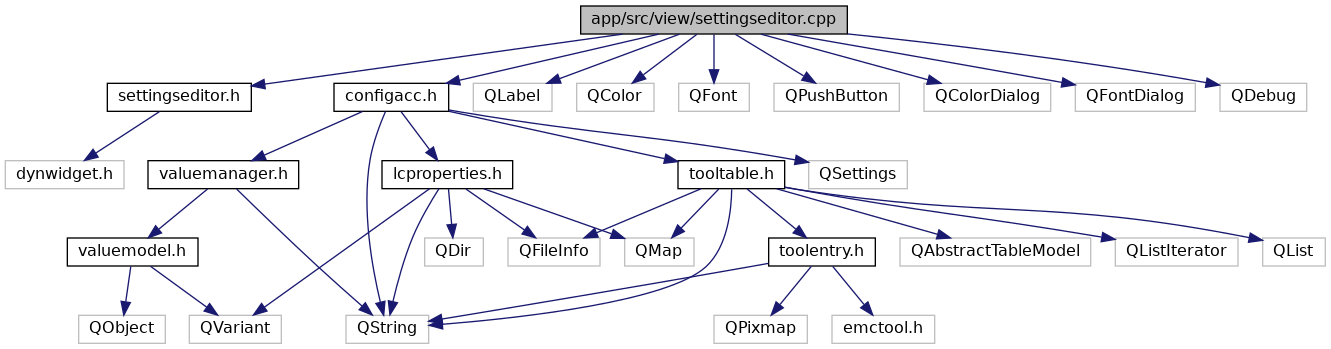 app/src/view/settingseditor.cpp
settingseditor.h
configacc.h
QLabel
QColor
QFont
QPushButton
QColorDialog
QFontDialog
QDebug
dynwidget.h
valuemanager.h
lcproperties.h
tooltable.h
QSettings
valuemodel.h
QDir
QFileInfo
QMap
toolentry.h
QAbstractTableModel
QListIterator
QList
QObject
QVariant
QString
QPixmap
emctool.h